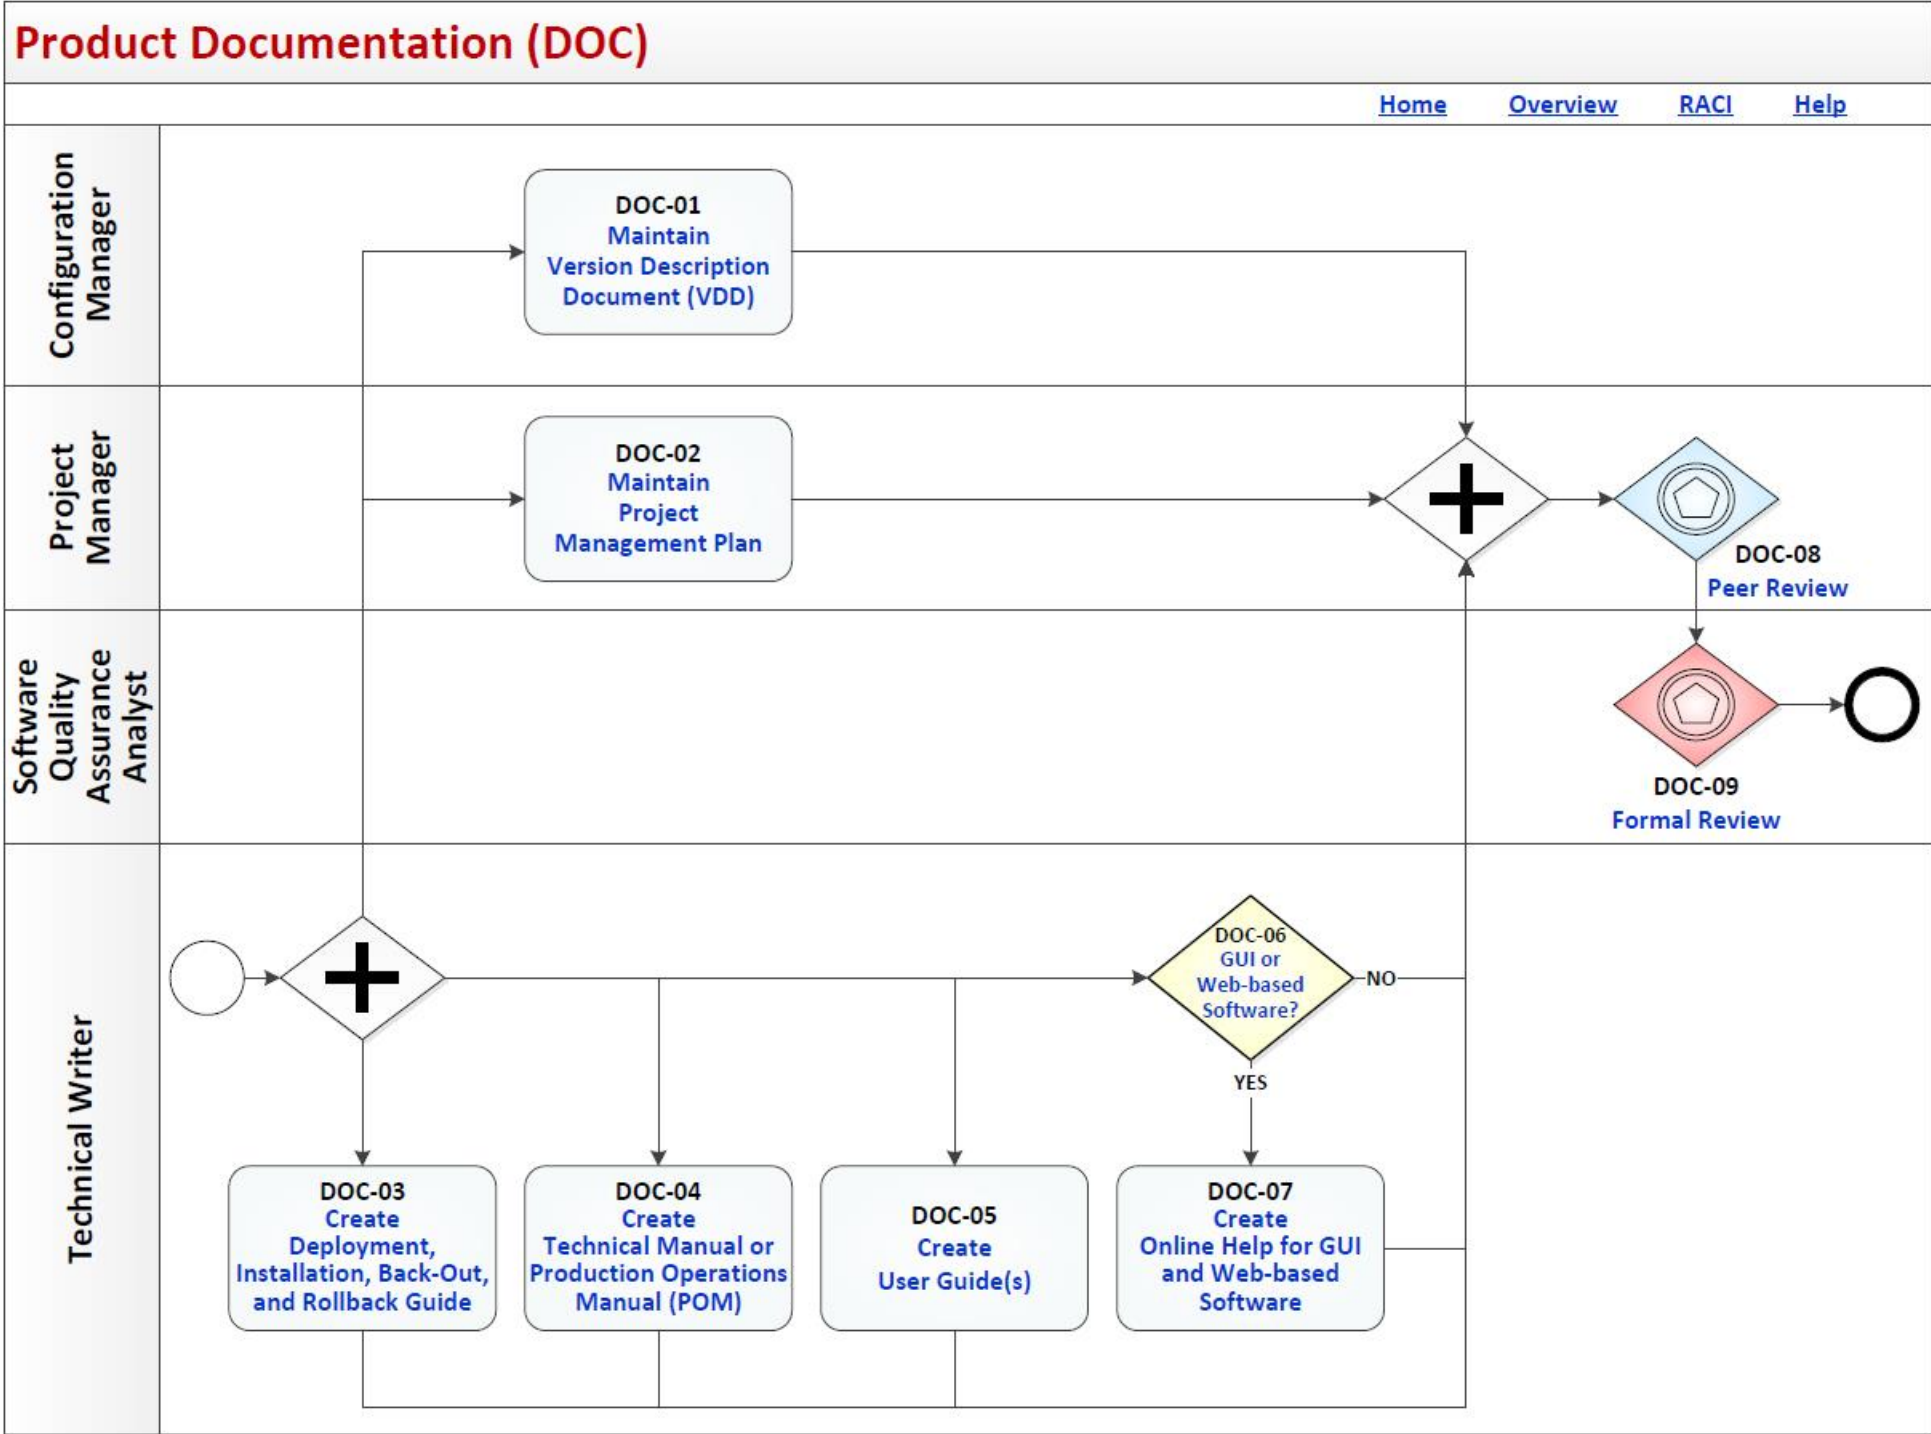 Product Documentation (DOC)
Home Overview RACI Help
Configuration
Manager
DOC-01
Maintain
Version Description
Document (VDD)
Project
Manager
DOC-02
Maintain
Project
Management Plan
DOC-08
Peer Review
Software
Quality
Assurance
Analyst
DOC-09
Formal Review
Technical Writer
DOC-06
GUI or
Web-based
Software?
NO
YES
DOC-03
Create
Deployment,
Installation, Back-Out,
and Rollback Guide
DOC-04
Create
Technical Manual or
Production Operations
Manual (POM)
DOC-05
Create
User Guide(s)
DOC-07
Create
Online Help for GUI
and Web-based
Software